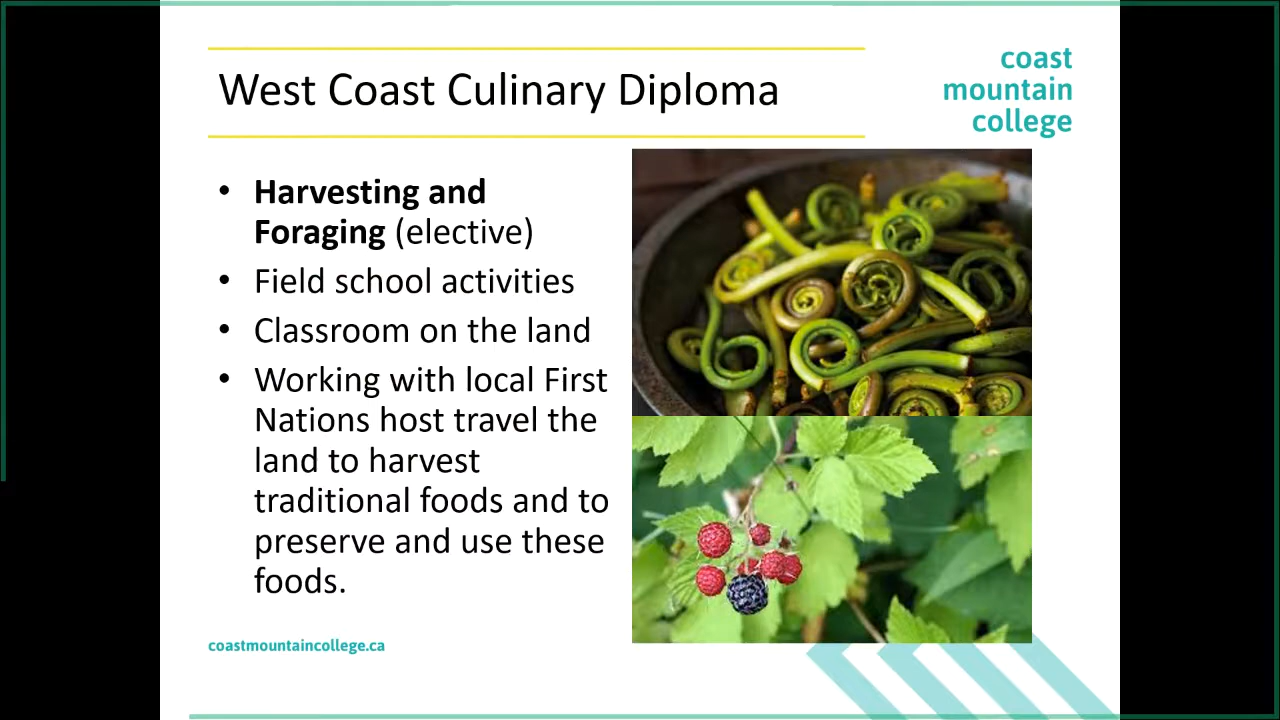 West Coast Culinary Diploma
coast
mountain
college
• Harvesting and
Foraging (elective)
• Field school activities
• Classroom on the land
• Working with local First
Nations host travel the
land to harvest
traditional foods and to
preserve and use these
foods.
coastmountaincollege.ca